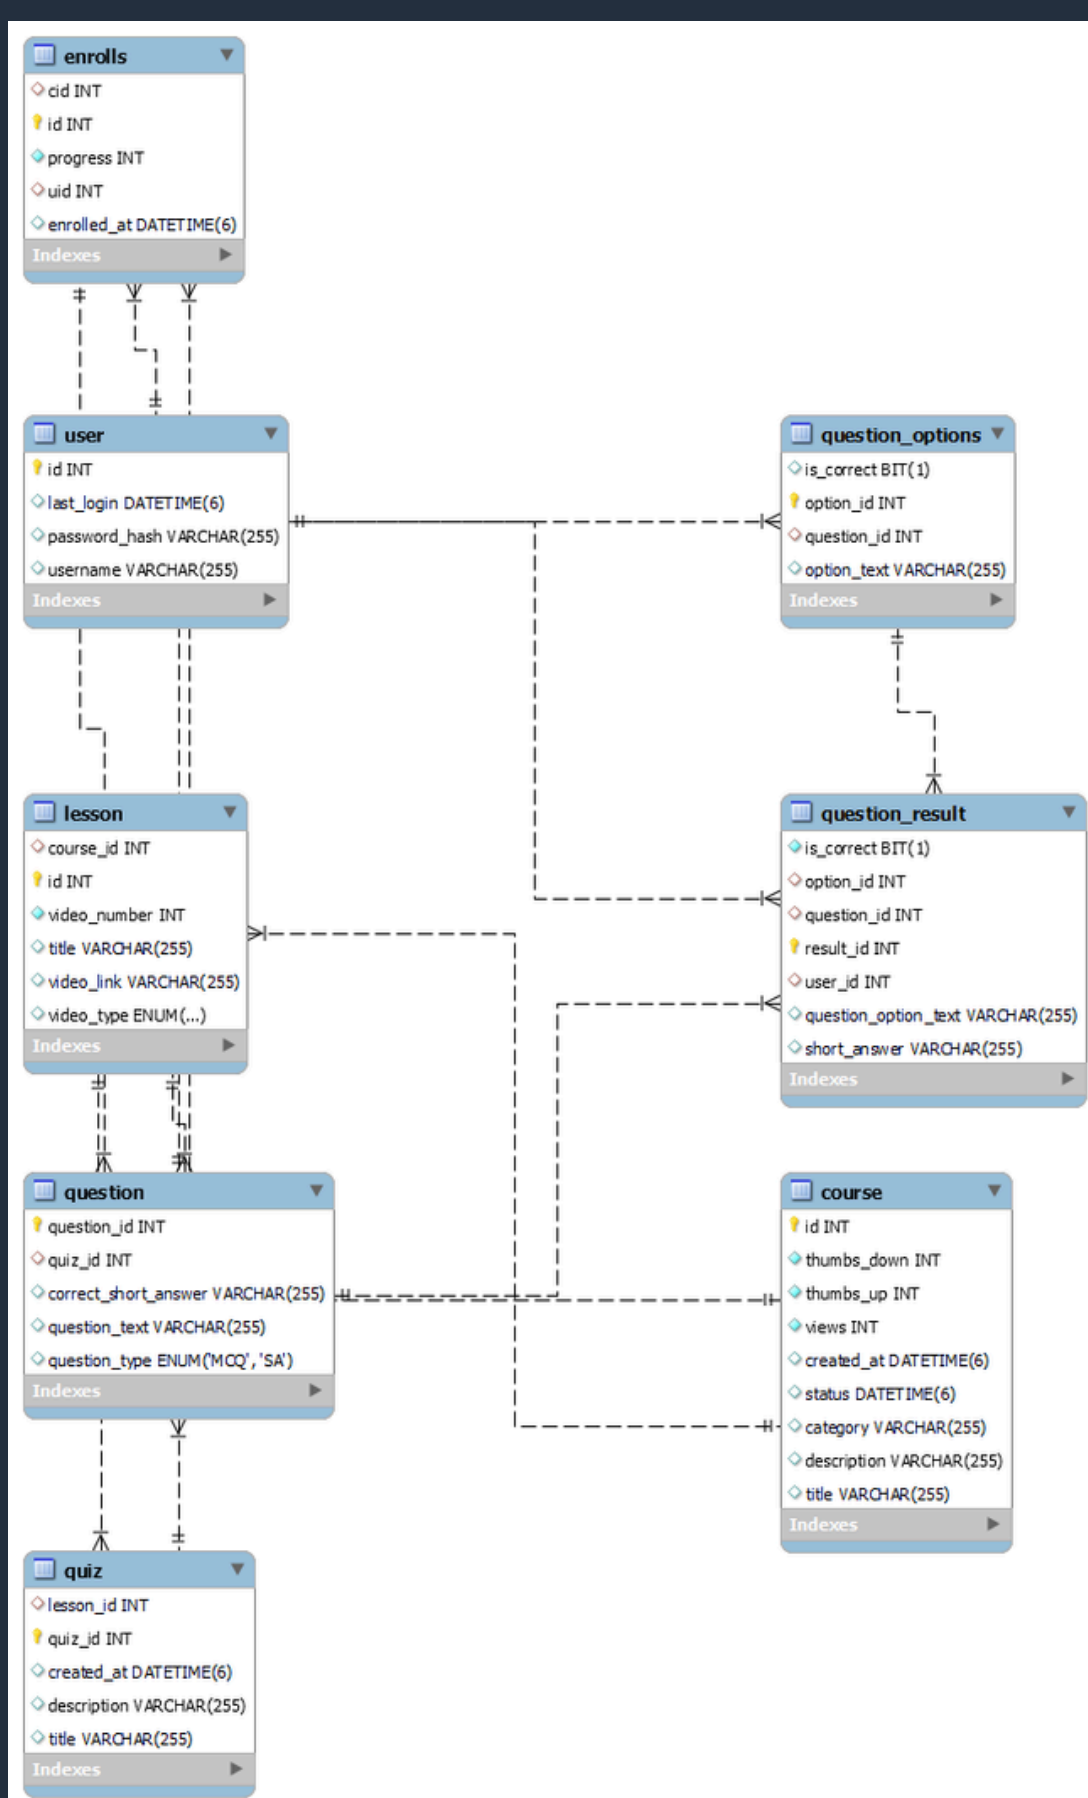 enrolls
cid INT
id INT
progress INT
uid INT
enrolled_at DATETIME(6)
Indexes
user
id INT
last_login DATETIME(6)
password_hash VARCHAR(255)
username VARCHAR(255)
Indexes
question_options
is_correct BIT(1)
option_id INT
question_id INT
option_text VARCHAR(255)
Indexes
lesson
course_id INT
id INT
video_number INT
title VARCHAR(255)
video_link VARCHAR(255)
video_type ENUM(...)
Indexes
question_result
is_correct BIT(1)
option_id INT
question_id INT
result_id INT
user_id INT
question_option_text VARCHAR(255)
short_answer VARCHAR(255)
Indexes
question
question_id INT
quiz_id INT
correct_short_answer VARCHAR(255)
question_text VARCHAR(255)
question_type ENUM('MCQ', 'SA')
Indexes
course
id INT
thumbs_down INT
thumbs_up INT
views INT
created_at DATETIME(6)
status DATETIME(6)
category VARCHAR(255)
description VARCHAR(255)
title VARCHAR(255)
Indexes
quiz
lesson_id INT
quiz_id INT
created_at DATETIME(6)
description VARCHAR(255)
title VARCHAR(255)
Indexes